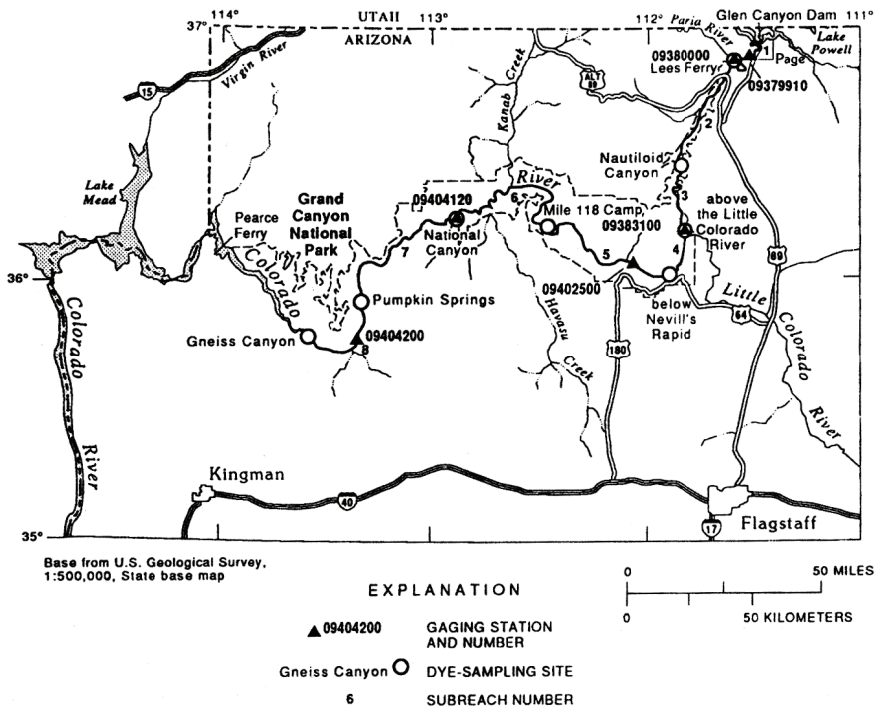 114°
113°
112°
111°
UTAH
ARIZONA
37°
Paria River
Glen Canyon Dam
Lake
Powell
09380000
Lees Ferry
1
Page
09379910
Virgin River
15
Kanab Creek
ALT
89
2
Nautiloid
Canyon
3
Lake
Mead
Grand
Canyon
National
Park
09404120
River
6
Mile 118 Camp
09383100
above
the Little
Colorado
River
Pearce
Ferry
National
Canyon
7
5
4
89
36°
Colorado
Colorado
Pumpkin Springs
09402500
below
Nevill's
Rapid
Little
64
Colorado
River
Gneiss Canyon
09404200
8
Havasu
Creek
180
River
Kingman
40
Flagstaff
17
35°
Base from U.S. Geological Survey,
1:500,000, State base map
0 50 MILES
0 50 KILOMETERS
EXPLANATION
09404200 GAGING STATION
AND NUMBER
Gneiss Canyon DYE-SAMPLING SITE
6 SUBREACH NUMBER